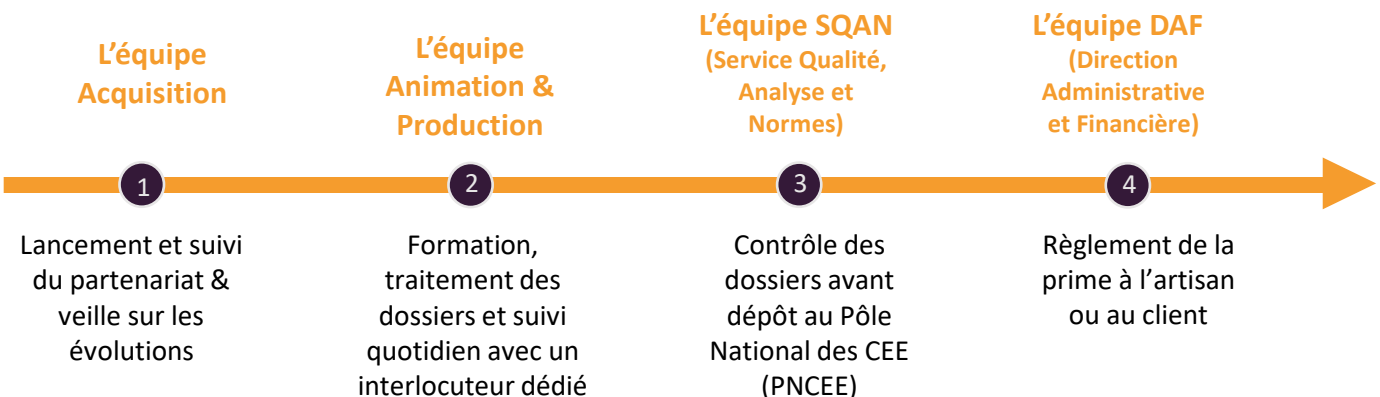 L’équipe
Acquisition
1
Lancement et suivi
du partenariat &
veille sur les
évolutions
L’équipe
Animation &
Production
2
Formation,
traitement des
dossiers et suivi
quotidien avec un
interlocuteur dédié
L’équipe SQAN
(Service Qualité,
Analyse et
Normes)
3
Contrôle des
dossiers avant
dépôt au Pôle
National des CEE
(PNCEE)
L’équipe DAF
(Direction
Administrative
et Financière)
4
Règlement de la
prime à l’artisan
ou au client